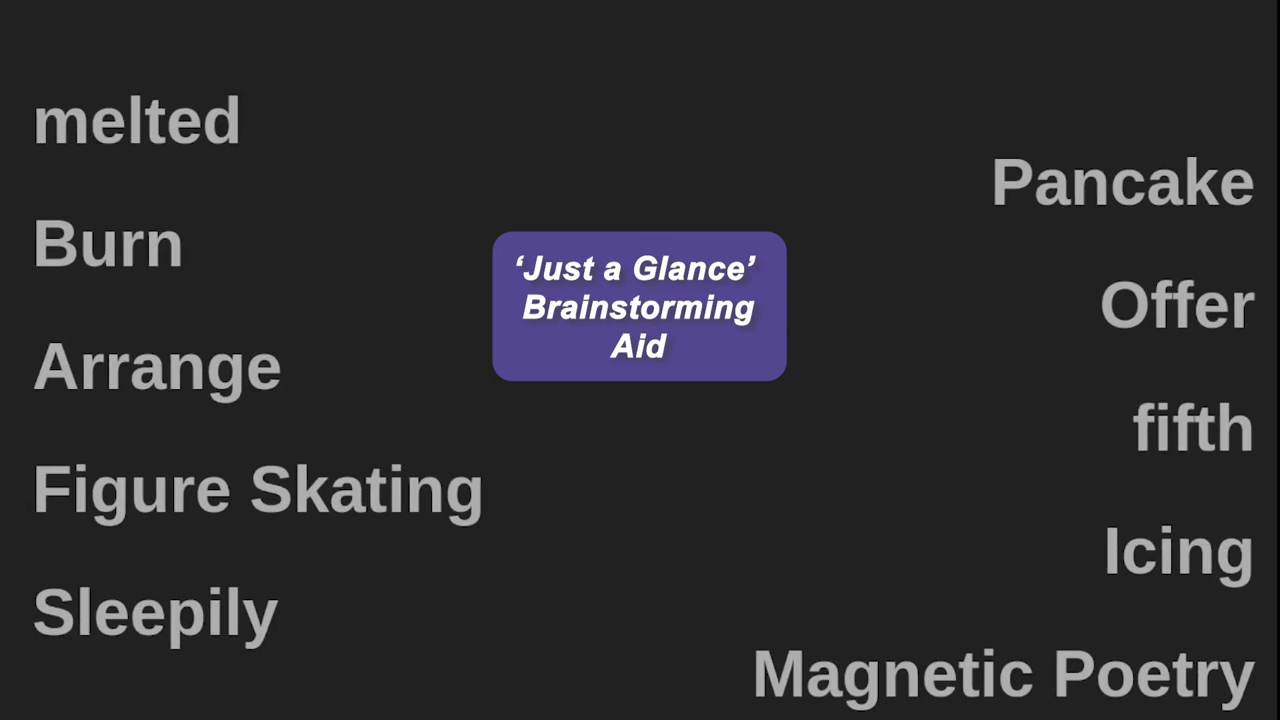 melted
Pancake
Burn
‘Just a Glance’
Brainstorming
Aid
Offer
Arrange
fifth
Figure Skating
Icing
Sleepily
Magnetic Poetry